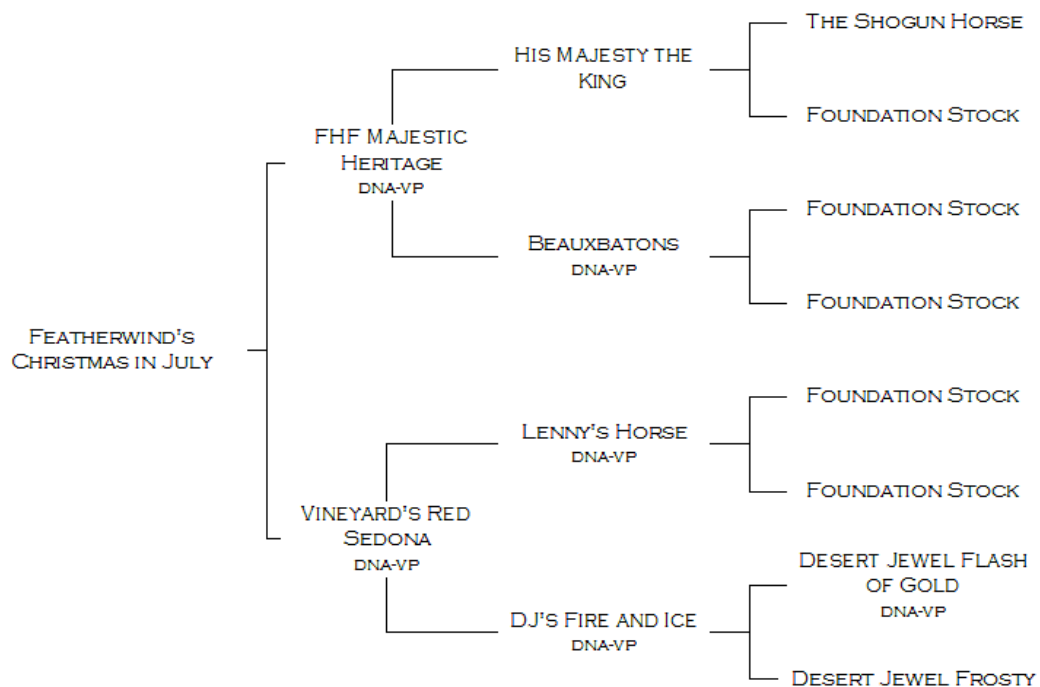 The Shogun Horse
His Majesty the
King
Foundation Stock
FHF Majestic
Heritage
DNA-VP
Foundation Stock
Beauxbatons
DNA-VP
Foundation Stock
Featherwind's
Christmas in July
Foundation Stock
Lenny's Horse
DNA-VP
Foundation Stock
Vineyard's Red
Sedona
DNA-VP
Desert Jewel Flash
of Gold
DNA-VP
DJ's Fire and Ice
DNA-VP
Desert Jewel Frosty